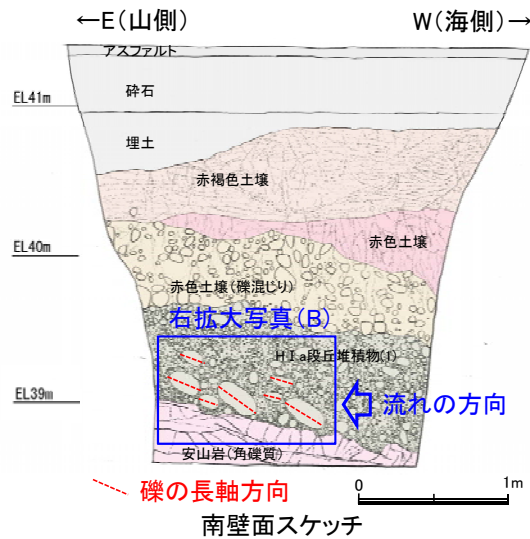 ←E(山側)
W(海側)→
アスファルト
EL41m
砕石
埋土
赤褐色土壌
赤色土壌
EL40m
赤色土壌(礫混じり)
右拡大写真(B)
HⅠa段丘堆積物(1)
EL39m
流れの方向
安山岩(角礫質)
礫の長軸方向
0
1m
南壁面スケッチ